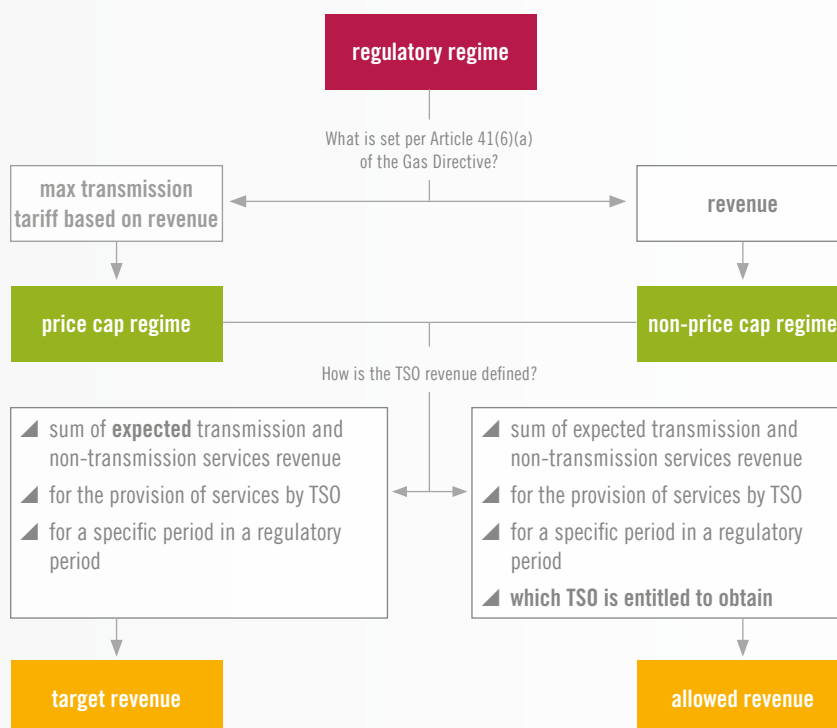 regulatory regime
What is set per Article 41(6)(a)
of the Gas Directive?
max transmission
tariff based on revenue
revenue
price cap regime
non-price cap regime
How is the TSO revenue defined?
sum of expected transmission and
non-transmission services revenue
for the provision of services by TSO
for a specific period in a regulatory
period
sum of expected transmission and
non-transmission services revenue
for the provision of services by TSO
for a specific period in a regulatory
period
which TSO is entitled to obtain
target revenue
allowed revenue